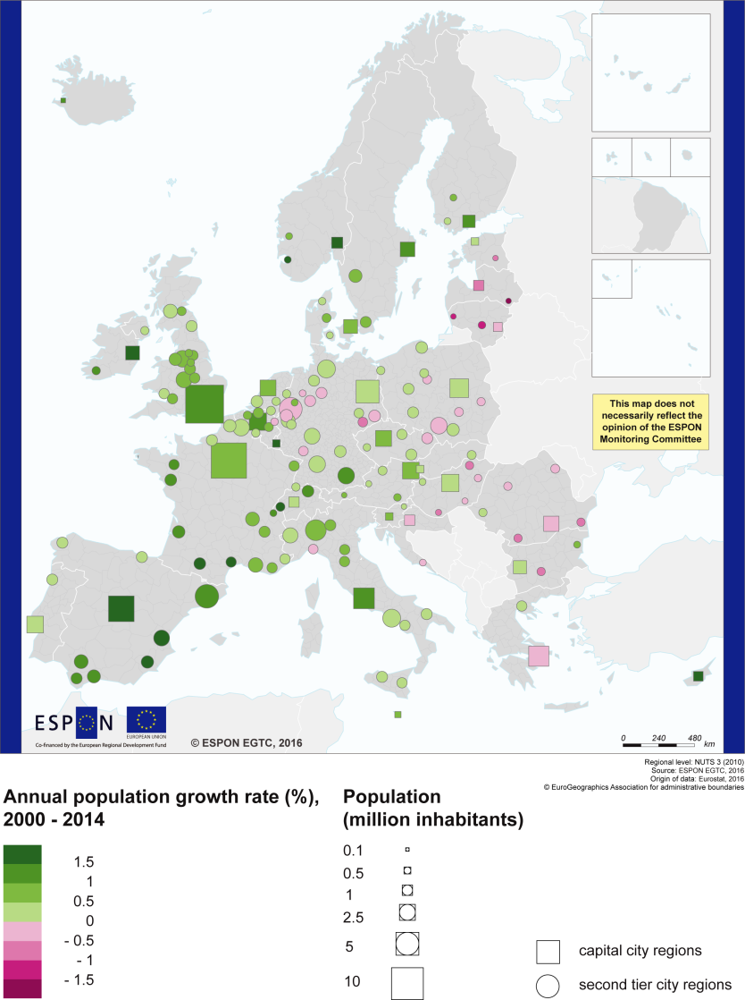 This map does not
necessarily reflect the
opinion of the ESPON
Monitoring Committee
ESPON
EUROPEAN UNION
Co-financed by the European Regional Development Fund
© ESPON EGTC, 2016
0 240 480
km
Regional level: NUTS 3 (2010)
Source: ESPON EGTC, 2016
Origin of data: Eurostat, 2016
© EuroGeographics Association for administrative boundaries
Annual population growth rate (%),
2000 - 2014
1.5
1
0.5
0
- 0.5
- 1
- 1.5
Population
(million inhabitants)
0.1
0.5
1
2.5
5
10
capital city regions
second tier city regions